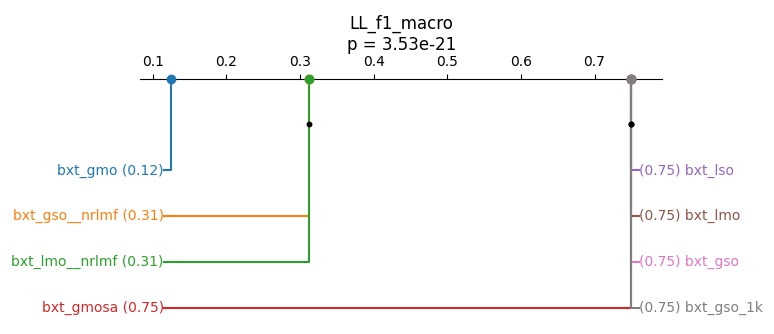 LL_f1_macro
p = 3.53e-21
0.1 0.2 0.3 0.4 0.5 0.6 0.7
bxt_gmo (0.12) (0.75) bxt_lso
bxt_gso__nrlmf (0.31) (0.75) bxt_lmo
bxt_lmo__nrlmf (0.31) (0.75) bxt_gso
bxt_gmosa (0.75) (0.75) bxt_gso_1k